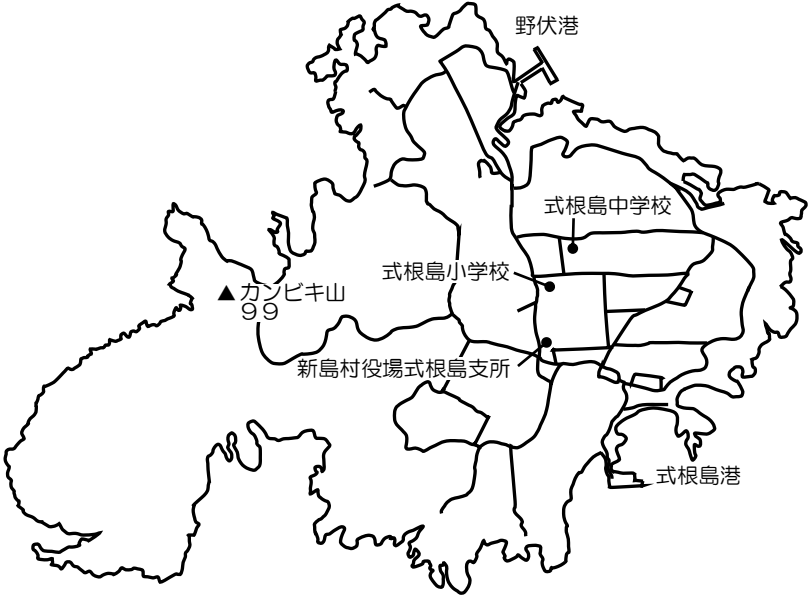 野伏港
式根島中学校
式根島小学校
▲カンビキ山
９９
新島村役場式根島支所
式根島港